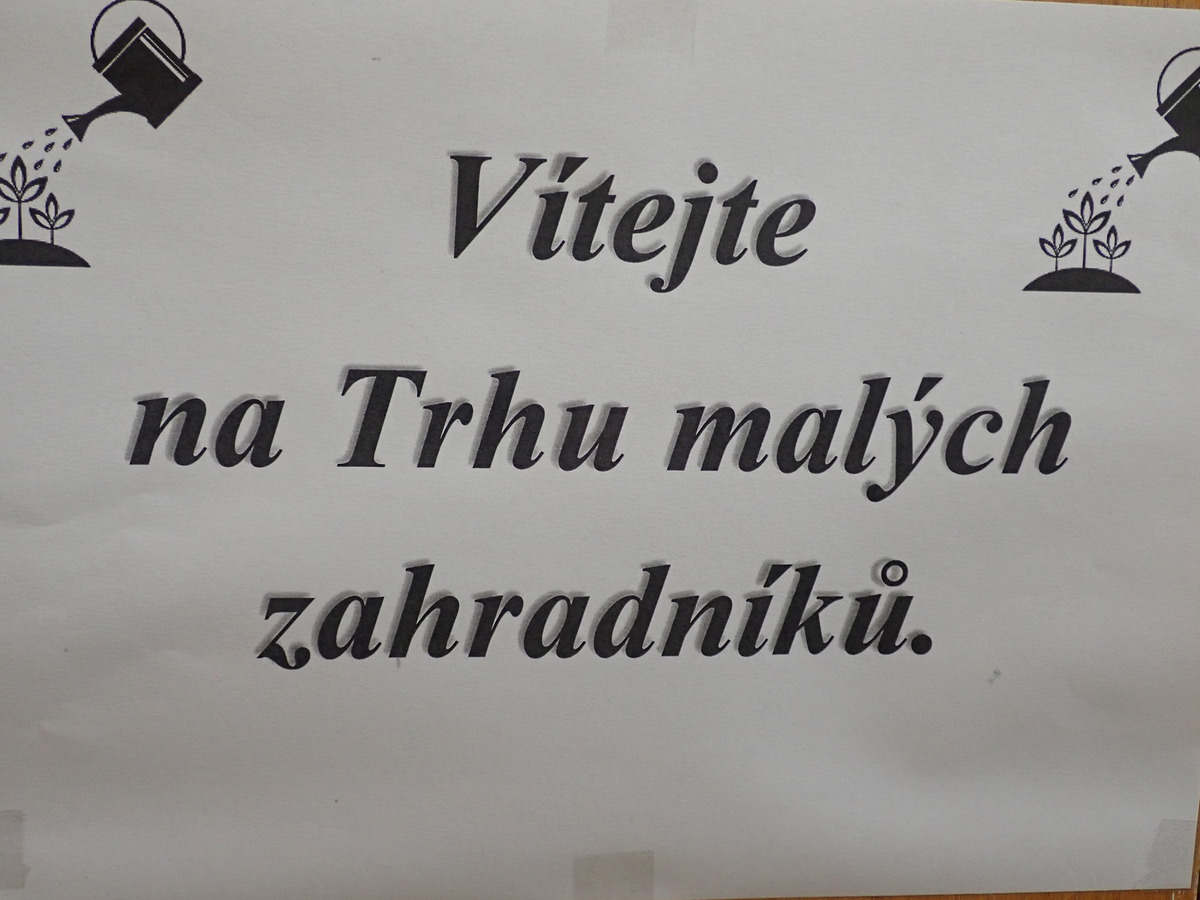 Vítejte
na Trhu malých
zahradníků.